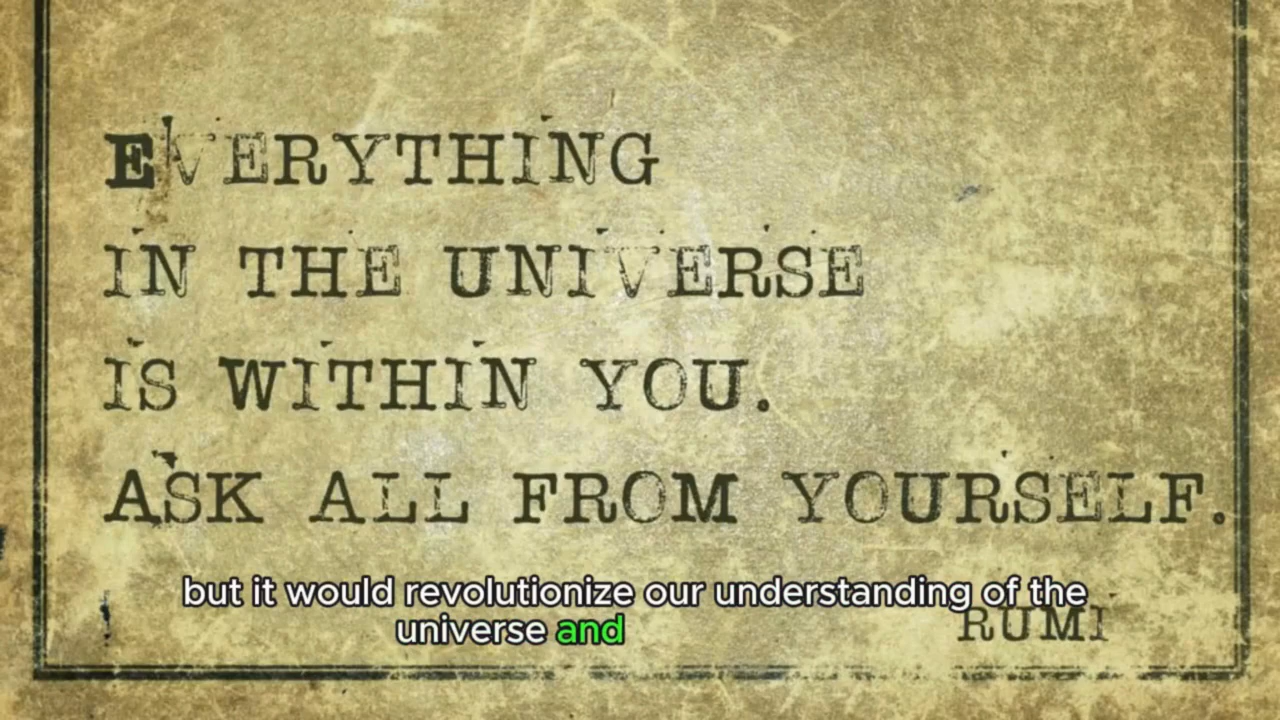 EVERYTHING
IN THE UNIVERSE
IS WITHIN YOU.
ASK ALL FROM YOURSELF.
RUMI
but it would revolutionize our understanding of the
universe and